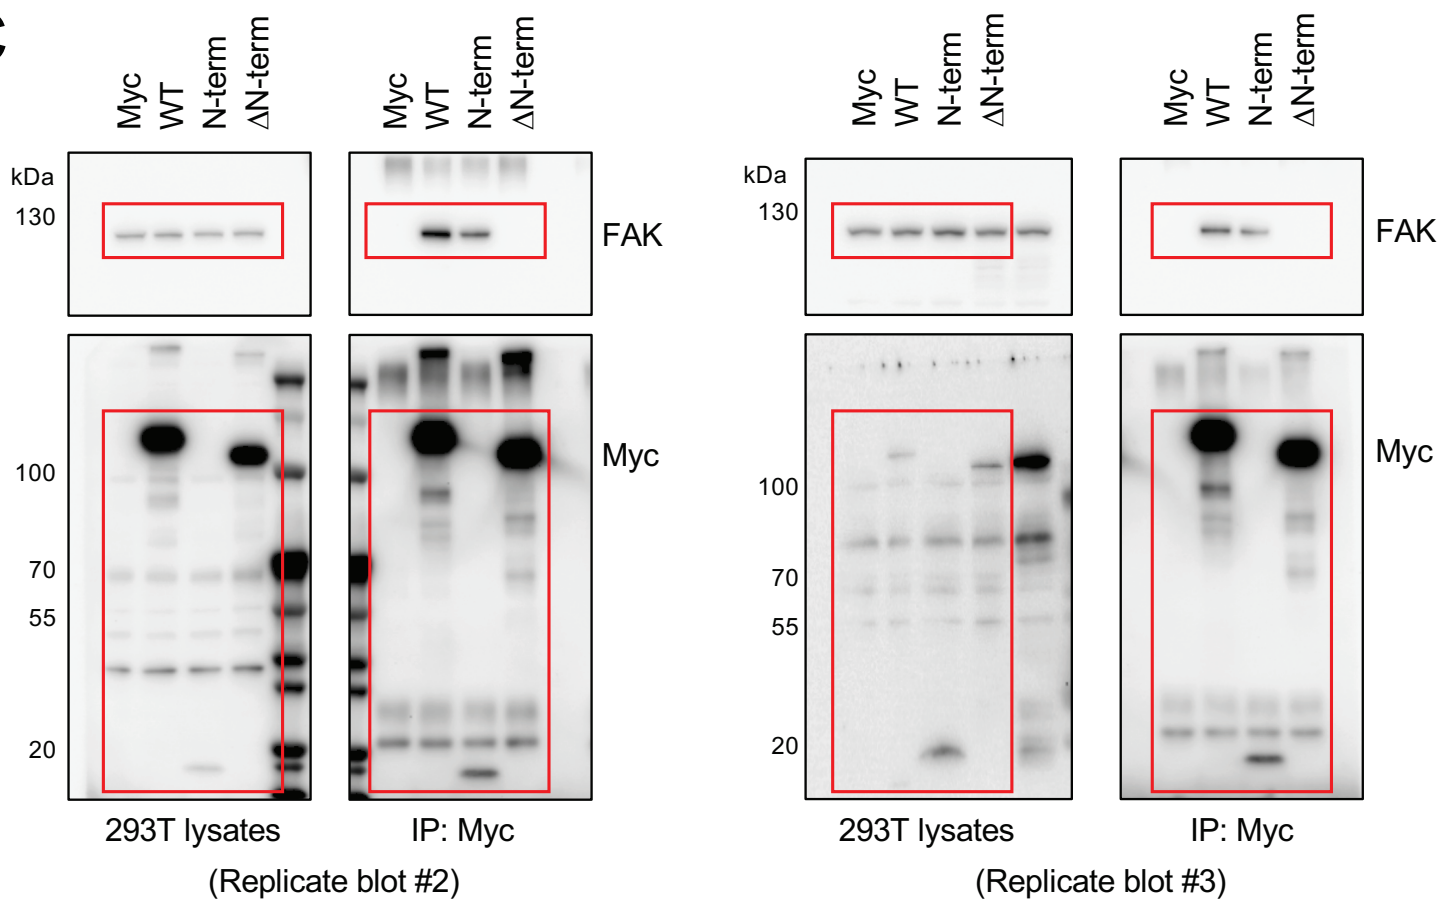 C
Myc
WT
N-term
ΔN-term
Myc
WT
N-term
ΔN-term
Myc
WT
N-term
ΔN-term
Myc
WT
N-term
ΔN-term
kDa
130
FAK
kDa
130
FAK
100
70
55
20
Myc
100
70
55
20
Myc
293T lysates
IP: Myc
293T lysates
IP: Myc
(Replicate blot #2)
(Replicate blot #3)